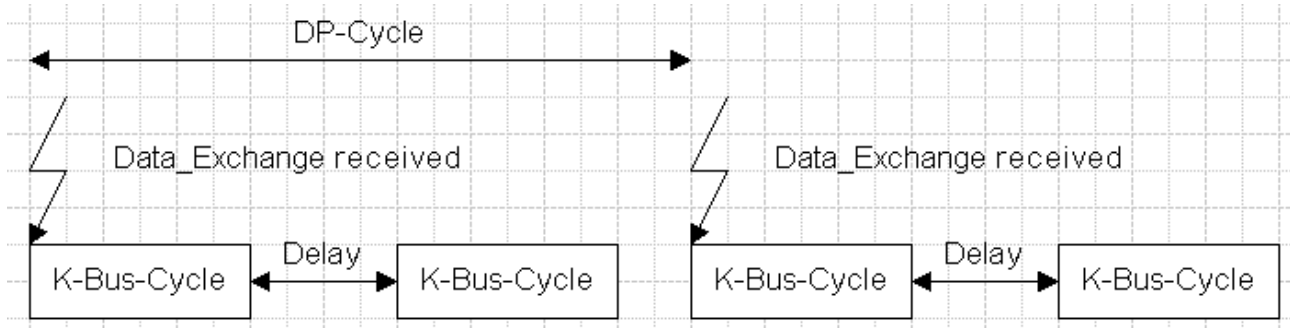 DP-Cycle
Data_Exchange received
Data_Exchange received
K-Bus-Cycle
Delay
K-Bus-Cycle
K-Bus-Cycle
Delay
K-Bus-Cycle